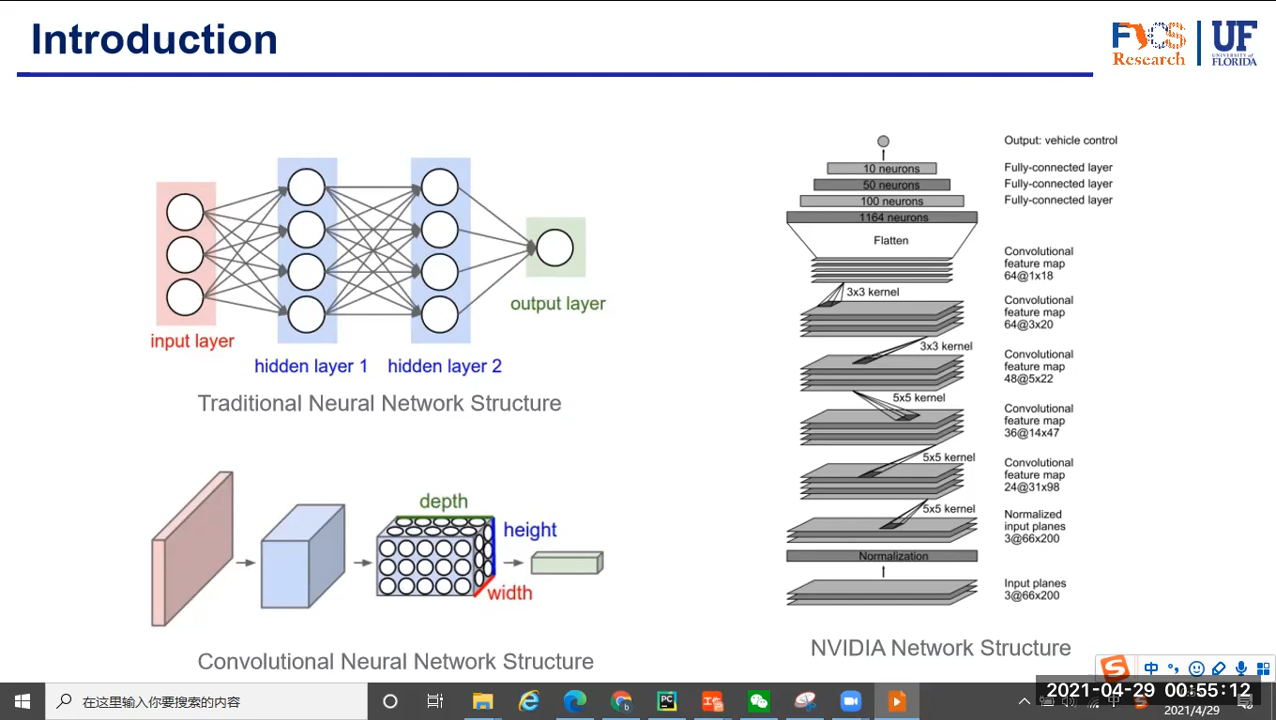 Introduction
FICS
Research
UF
UNIVERSITY of
FLORIDA
input layer
hidden layer 1
hidden layer 2
output layer
Traditional Neural Network Structure
depth
height
width
Convolutional Neural Network Structure
Output: vehicle control
10 neurons
Fully-connected layer
50 neurons
Fully-connected layer
100 neurons
Fully-connected layer
1164 neurons
Flatten
Convolutional
feature map
64@1x18
3x3 kernel
Convolutional
feature map
64@3x20
3x3 kernel
Convolutional
feature map
48@5x22
5x5 kernel
Convolutional
feature map
36@14x47
5x5 kernel
Convolutional
feature map
24@31x98
5x5 kernel
Normalized
input planes
3@66x200
Normalization
Input planes
3@66x200
NVIDIA Network Structure
中
在这里输入你要搜索的内容
2021-04-29 00:55:12
2021/4/29